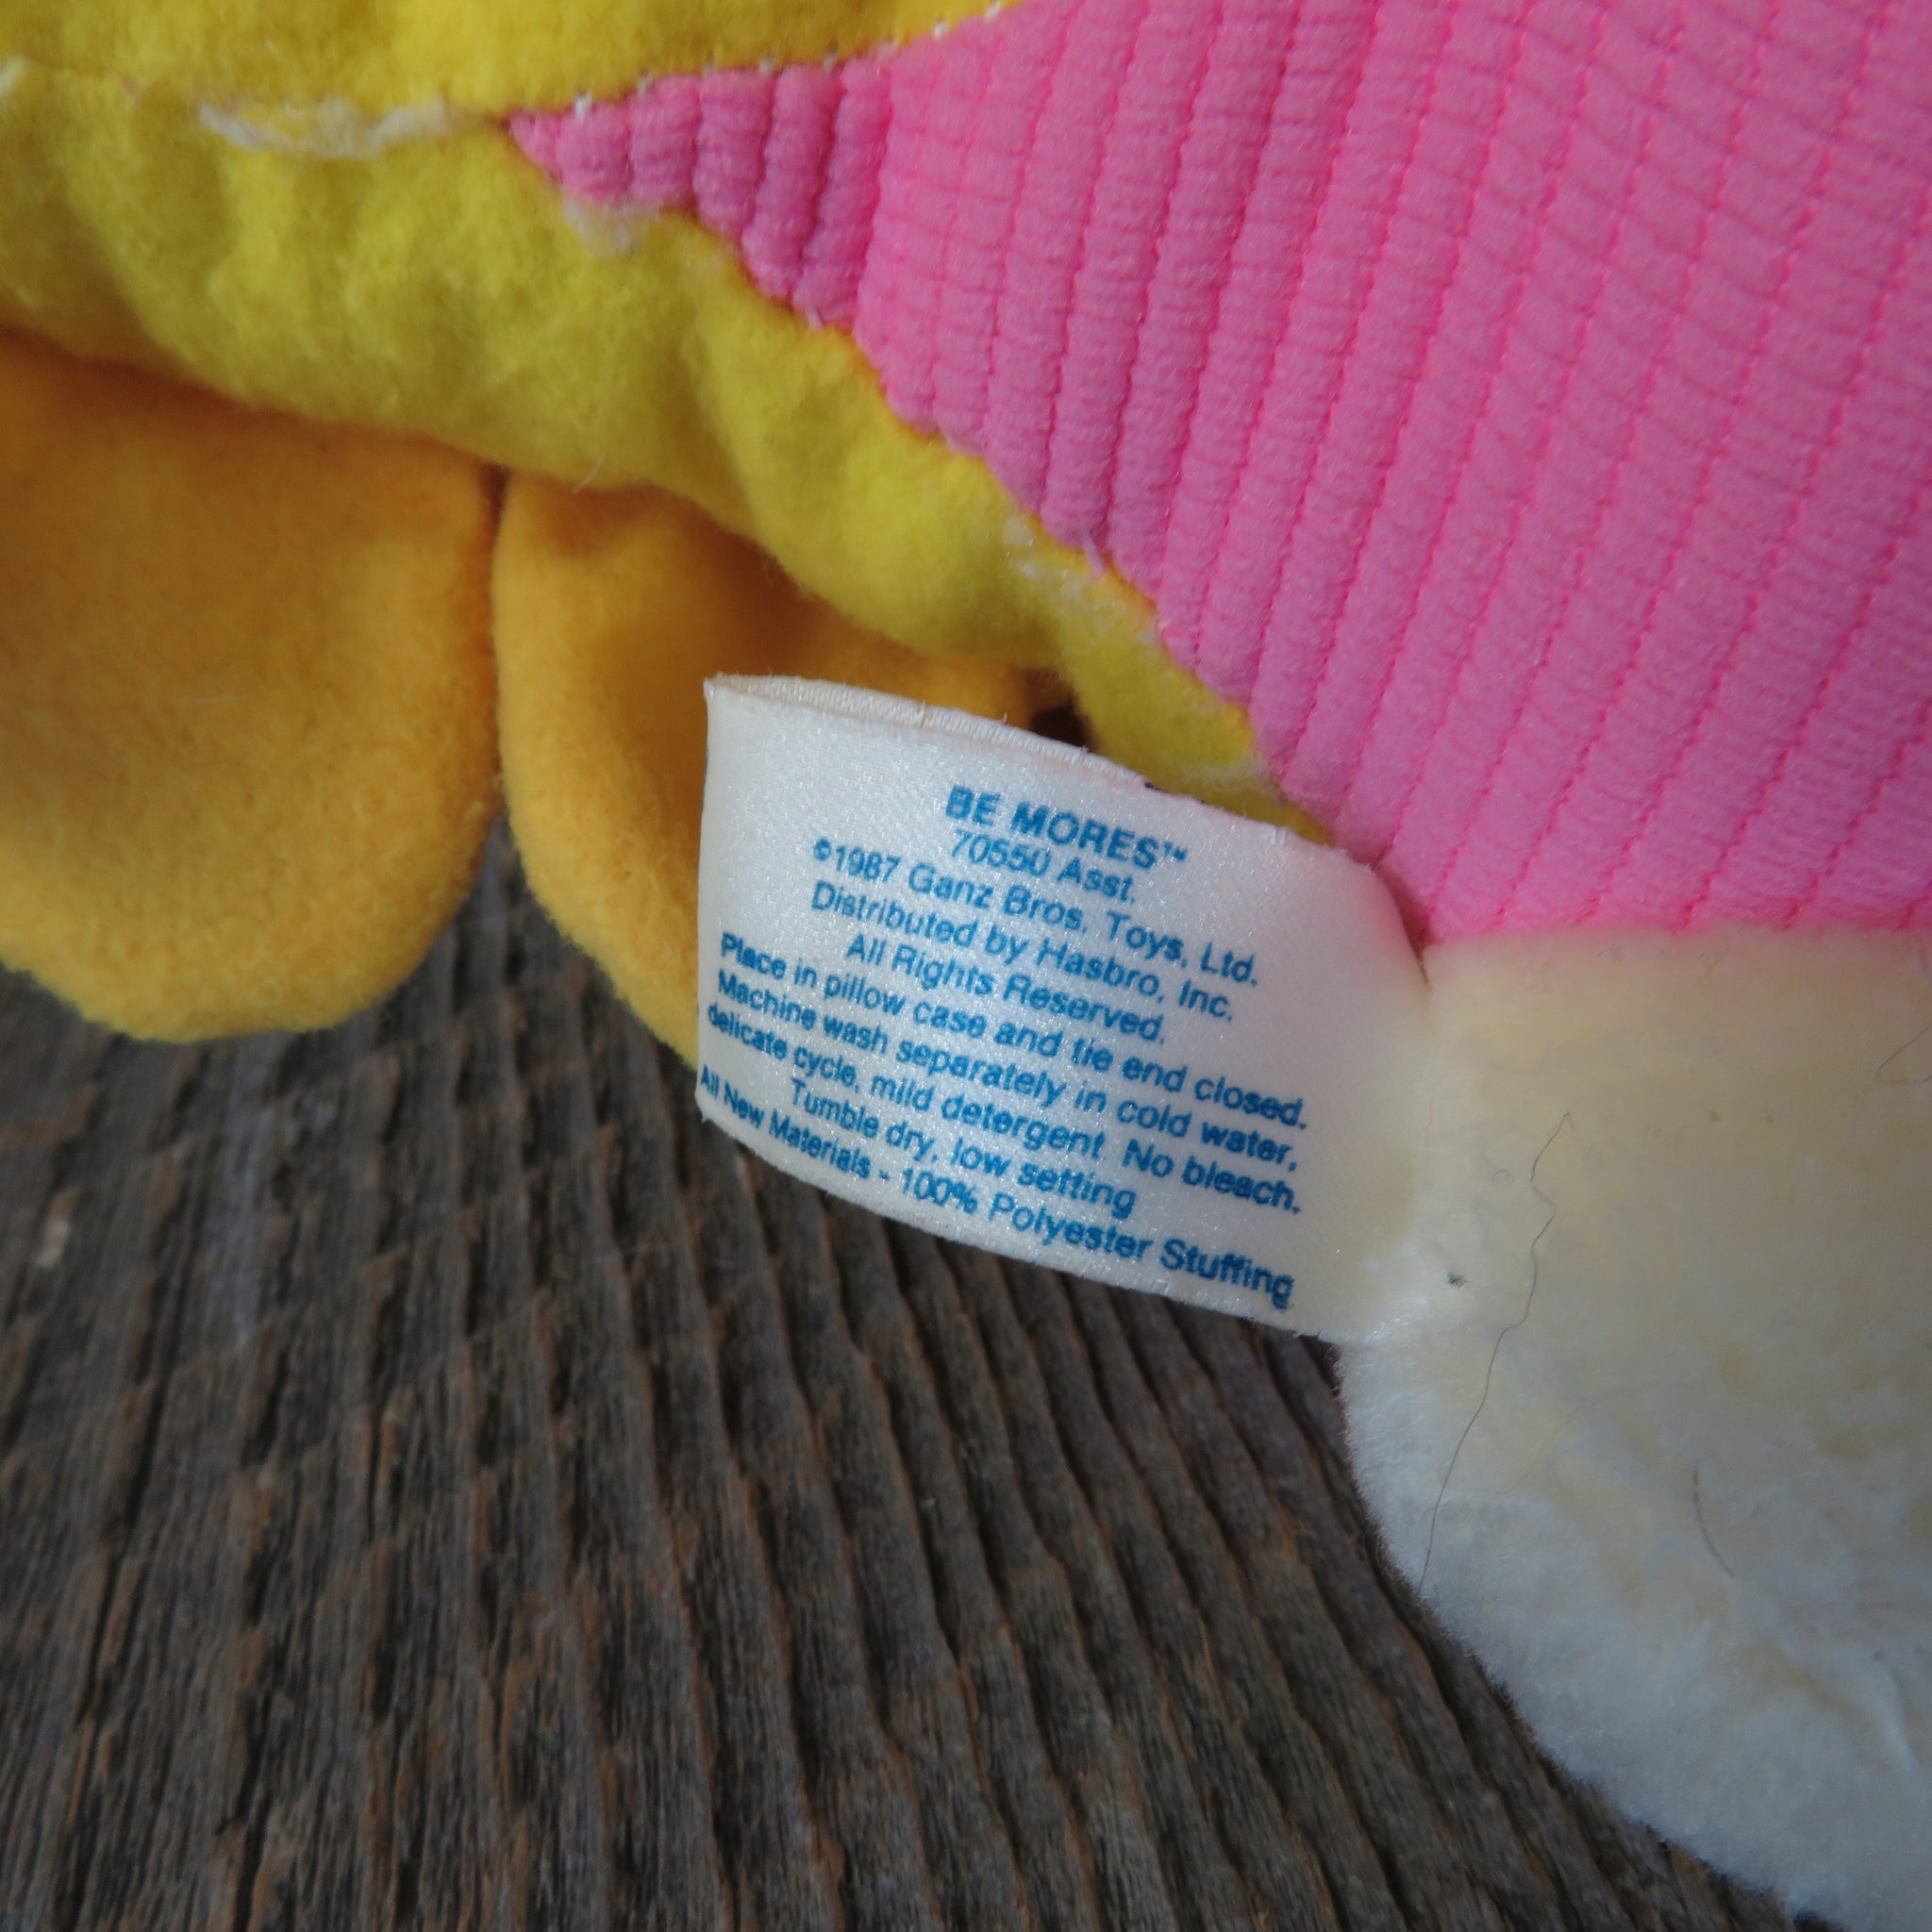 BE MORES™
70550 Asst.
©1987 Ganz Bros. Toys, Ltd.
Distributed by Hasbro, Inc.
All Rights Reserved.
Place in pillow case and tie end closed.
Machine wash separately in cold water,
delicate cycle, mild detergent No bleach.
Tumble dry, low setting
All New Materials - 100% Polyester Stuffing